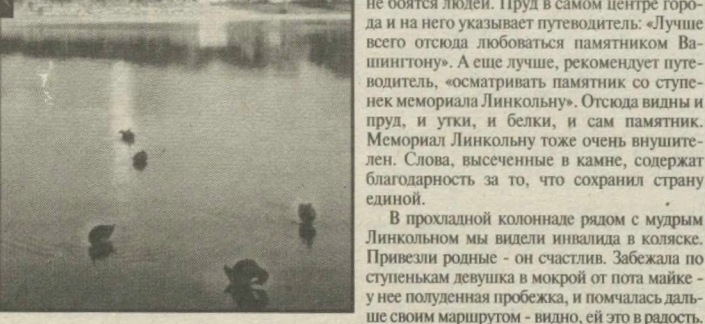 не боятся людей. Пруд в самом центре горо-
да и на него указывает путеводитель: «Лучше
всего отсюда любоваться памятником Ва-
шингтону». А еще лучше, рекомендует путе-
водитель, «осматривать памятник со ступе-
нек мемориала Линкольну». Отсюда видны и
пруд, и утки, и белки, и сам памятник.
Мемориал Линкольну тоже очень внушите-
лен. Слова, высеченные в камне, содержат
благодарность за то, что сохранил страну
единой.
В прохладной колоннаде рядом с мудрым
Линкольном мы видели инвалида в коляске.
Привезли родные - он счастлив. Забежала по
ступенькам девушка в мокрой от пота майке -
у нее полуденная пробежка, и помчалась даль-
ше своим маршрутом - видно, ей это в радость.